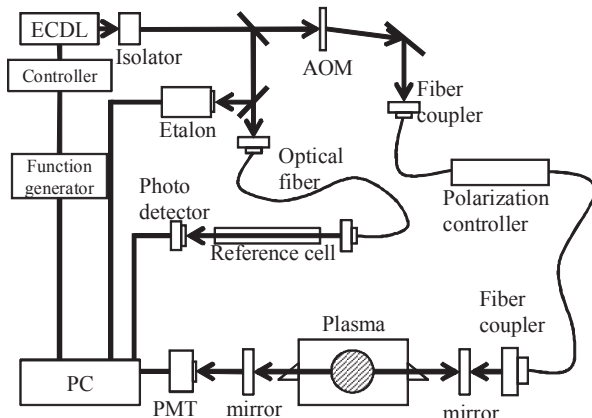 ECDL
Isolator
AOM
Controller
Fiber
coupler
Etalon
Function
generator
Optical
fiber
Photo
detector
Polarization
controller
Reference cell
Fiber
coupler
Plasma
PC
PMT
mirror
mirror